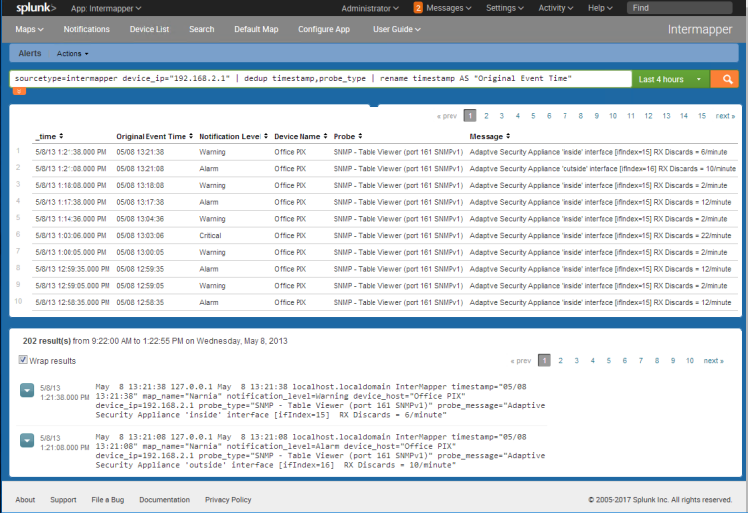 splunk> App: Intermapper Administrator 2 Messages Settings Activity Help Find
Maps Notifications Device List Search Default Map Configure App User Guide Intermapper
Alerts Actions
sourcetype=intermapper device_ip="192.168.2.1" | dedup timestamp,probe_type | rename timestamp AS "Original Event Time" Last 4 hours
« prev 1 2 3 4 5 6 7 8 9 10 11 12 13 14 15 next »
_time Original Event Time Notification Level Device Name Probe Message
1 5/8/13 1:21:38.000 PM 05/08 13:21:38 Warning Office PIX SNMP - Table Viewer (port 161 SNMPv1) Adaptive Security Appliance 'inside' interface [ifIndex=15] RX Discards = 6/minute
2 5/8/13 1:21:08.000 PM 05/08 13:21:08 Alarm Office PIX SNMP - Table Viewer (port 161 SNMPv1) Adaptive Security Appliance 'outside' interface [ifIndex=16] RX Discards = 10/minute
3 5/8/13 1:18:08.000 PM 05/08 13:18:08 Warning Office PIX SNMP - Table Viewer (port 161 SNMPv1) Adaptive Security Appliance 'inside' interface [ifIndex=15] RX Discards = 2/minute
4 5/8/13 1:17:38.000 PM 05/08 13:17:38 Alarm Office PIX SNMP - Table Viewer (port 161 SNMPv1) Adaptive Security Appliance 'inside' interface [ifIndex=15] RX Discards = 12/minute
5 5/8/13 1:14:36.000 PM 05/08 13:04:36 Warning Office PIX SNMP - Table Viewer (port 161 SNMPv1) Adaptive Security Appliance 'inside' interface [ifIndex=15] RX Discards = 2/minute
6 5/8/13 1:03:06.000 PM 05/08 13:03:06 Critical Office PIX SNMP - Table Viewer (port 161 SNMPv1) Adaptive Security Appliance 'inside' interface [ifIndex=15] RX Discards = 22/minute
7 5/8/13 1:00:05.000 PM 05/08 13:00:05 Warning Office PIX SNMP - Table Viewer (port 161 SNMPv1) Adaptive Security Appliance 'inside' interface [ifIndex=15] RX Discards = 2/minute
8 5/8/13 12:59:35.000 PM 05/08 12:59:35 Alarm Office PIX SNMP - Table Viewer (port 161 SNMPv1) Adaptive Security Appliance 'inside' interface [ifIndex=15] RX Discards = 12/minute
9 5/8/13 12:59:05.000 PM 05/08 12:59:05 Warning Office PIX SNMP - Table Viewer (port 161 SNMPv1) Adaptive Security Appliance 'inside' interface [ifIndex=15] RX Discards = 2/minute
10 5/8/13 12:58:35.000 PM 05/08 12:58:35 Alarm Office PIX SNMP - Table Viewer (port 161 SNMPv1) Adaptive Security Appliance 'inside' interface [ifIndex=15] RX Discards = 12/minute
202 result(s) from 9:22:00 AM to 1:22:55 PM on Wednesday, May 8, 2013
Wrap results « prev 1 2 3 4 5 6 7 8 9 10 next »
5/8/13 May 8 13:21:38 127.0.0.1 May 8 13:21:38 localhost.localdomain InterMapper timestamp="05/08
1:21:38.000 PM 13:21:38" map_name="Narnia" notification_level=Warning device_host="Office PIX"
device_ip=192.168.2.1 probe_type="SNMP - Table Viewer (port 161 SNMPv1)" probe_message="Adaptive
Security Appliance 'inside' interface [ifIndex=15] RX Discards = 6/minute"
5/8/13 May 8 13:21:08 127.0.0.1 May 8 13:21:08 localhost.localdomain InterMapper timestamp="05/08
1:21:08.000 PM 13:21:08" map_name="Narnia" notification_level=Alarm device_host="Office PIX"
device_ip=192.168.2.1 probe_type="SNMP - Table Viewer (port 161 SNMPv1)" probe_message="Adaptive
Security Appliance 'outside' interface [ifIndex=16] RX Discards = 10/minute"
About Support File a Bug Documentation Privacy Policy © 2005-2017 Splunk Inc. All rights reserved.